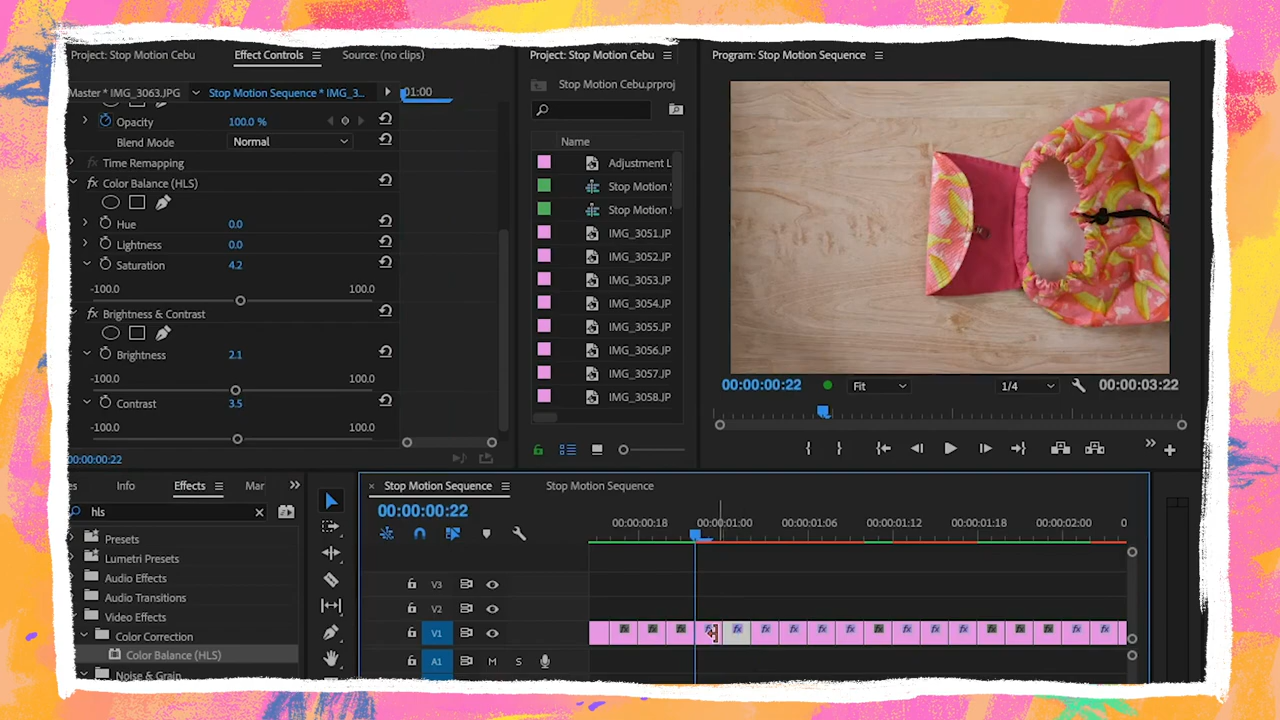 Project: Stop Motion Cebu
Effect Controls
Source: (no clips)
Master * IMG_3063.JPG
Stop Motion Sequence * IMG_3...
01:00
Opacity
100.0 %
Blend Mode
Normal
Time Remapping
fx Color Balance (HLS)
Hue
0.0
Lightness
0.0
Saturation
4.2
-100.0
100.0
fx Brightness & Contrast
Brightness
2.1
-100.0
100.0
Contrast
3.5
-100.0
100.0
00:00:00:22
Project: Stop Motion Cebu
Stop Motion Cebu.prproj
Name
Adjustment L
Stop Motion S
Stop Motion S
IMG_3051.JP
IMG_3052.JP
IMG_3053.JP
IMG_3054.JP
IMG_3055.JP
IMG_3056.JP
IMG_3057.JP
IMG_3058.JP
Program: Stop Motion Sequence
00:00:00:22
Fit
1/4
00:00:03:22
Info
Effects
Mar
hls
Presets
Lumetri Presets
Audio Effects
Audio Transitions
Video Effects
Color Correction
Color Balance (HLS)
Noise & Grain
× Stop Motion Sequence
Stop Motion Sequence
00:00:00:22
00:00:00:18
00:00:01:00
00:00:01:06
00:00:01:12
00:00:01:18
00:00:02:00
0
V3
V2
V1
A1
M
S